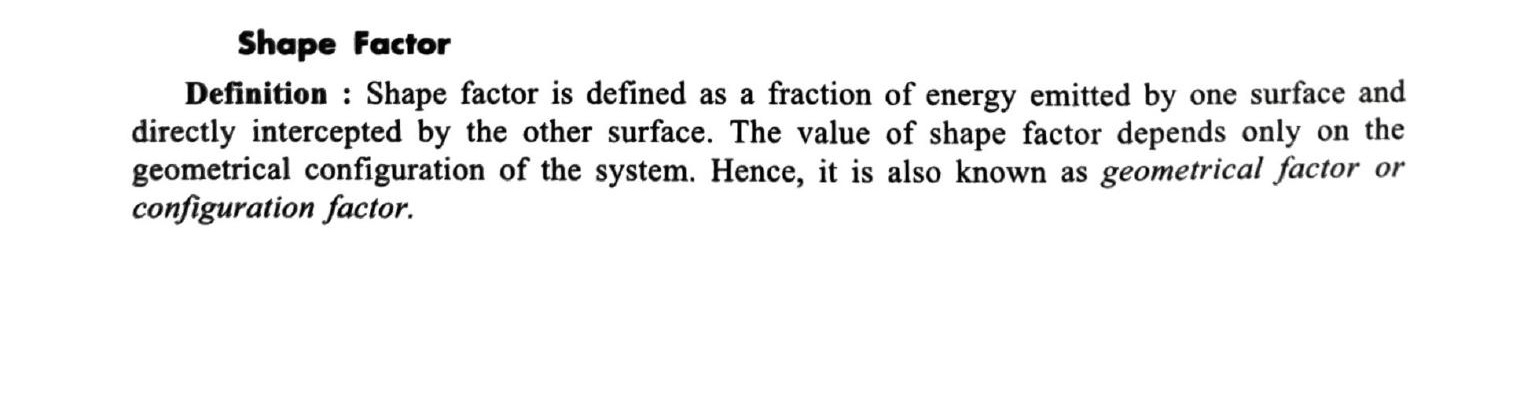 Shape Factor
Definition : Shape factor is defined as a fraction of energy emitted by one surface and
directly intercepted by the other surface. The value of shape factor depends only on the
geometrical configuration of the system. Hence, it is also known as geometrical factor or
configuration factor.